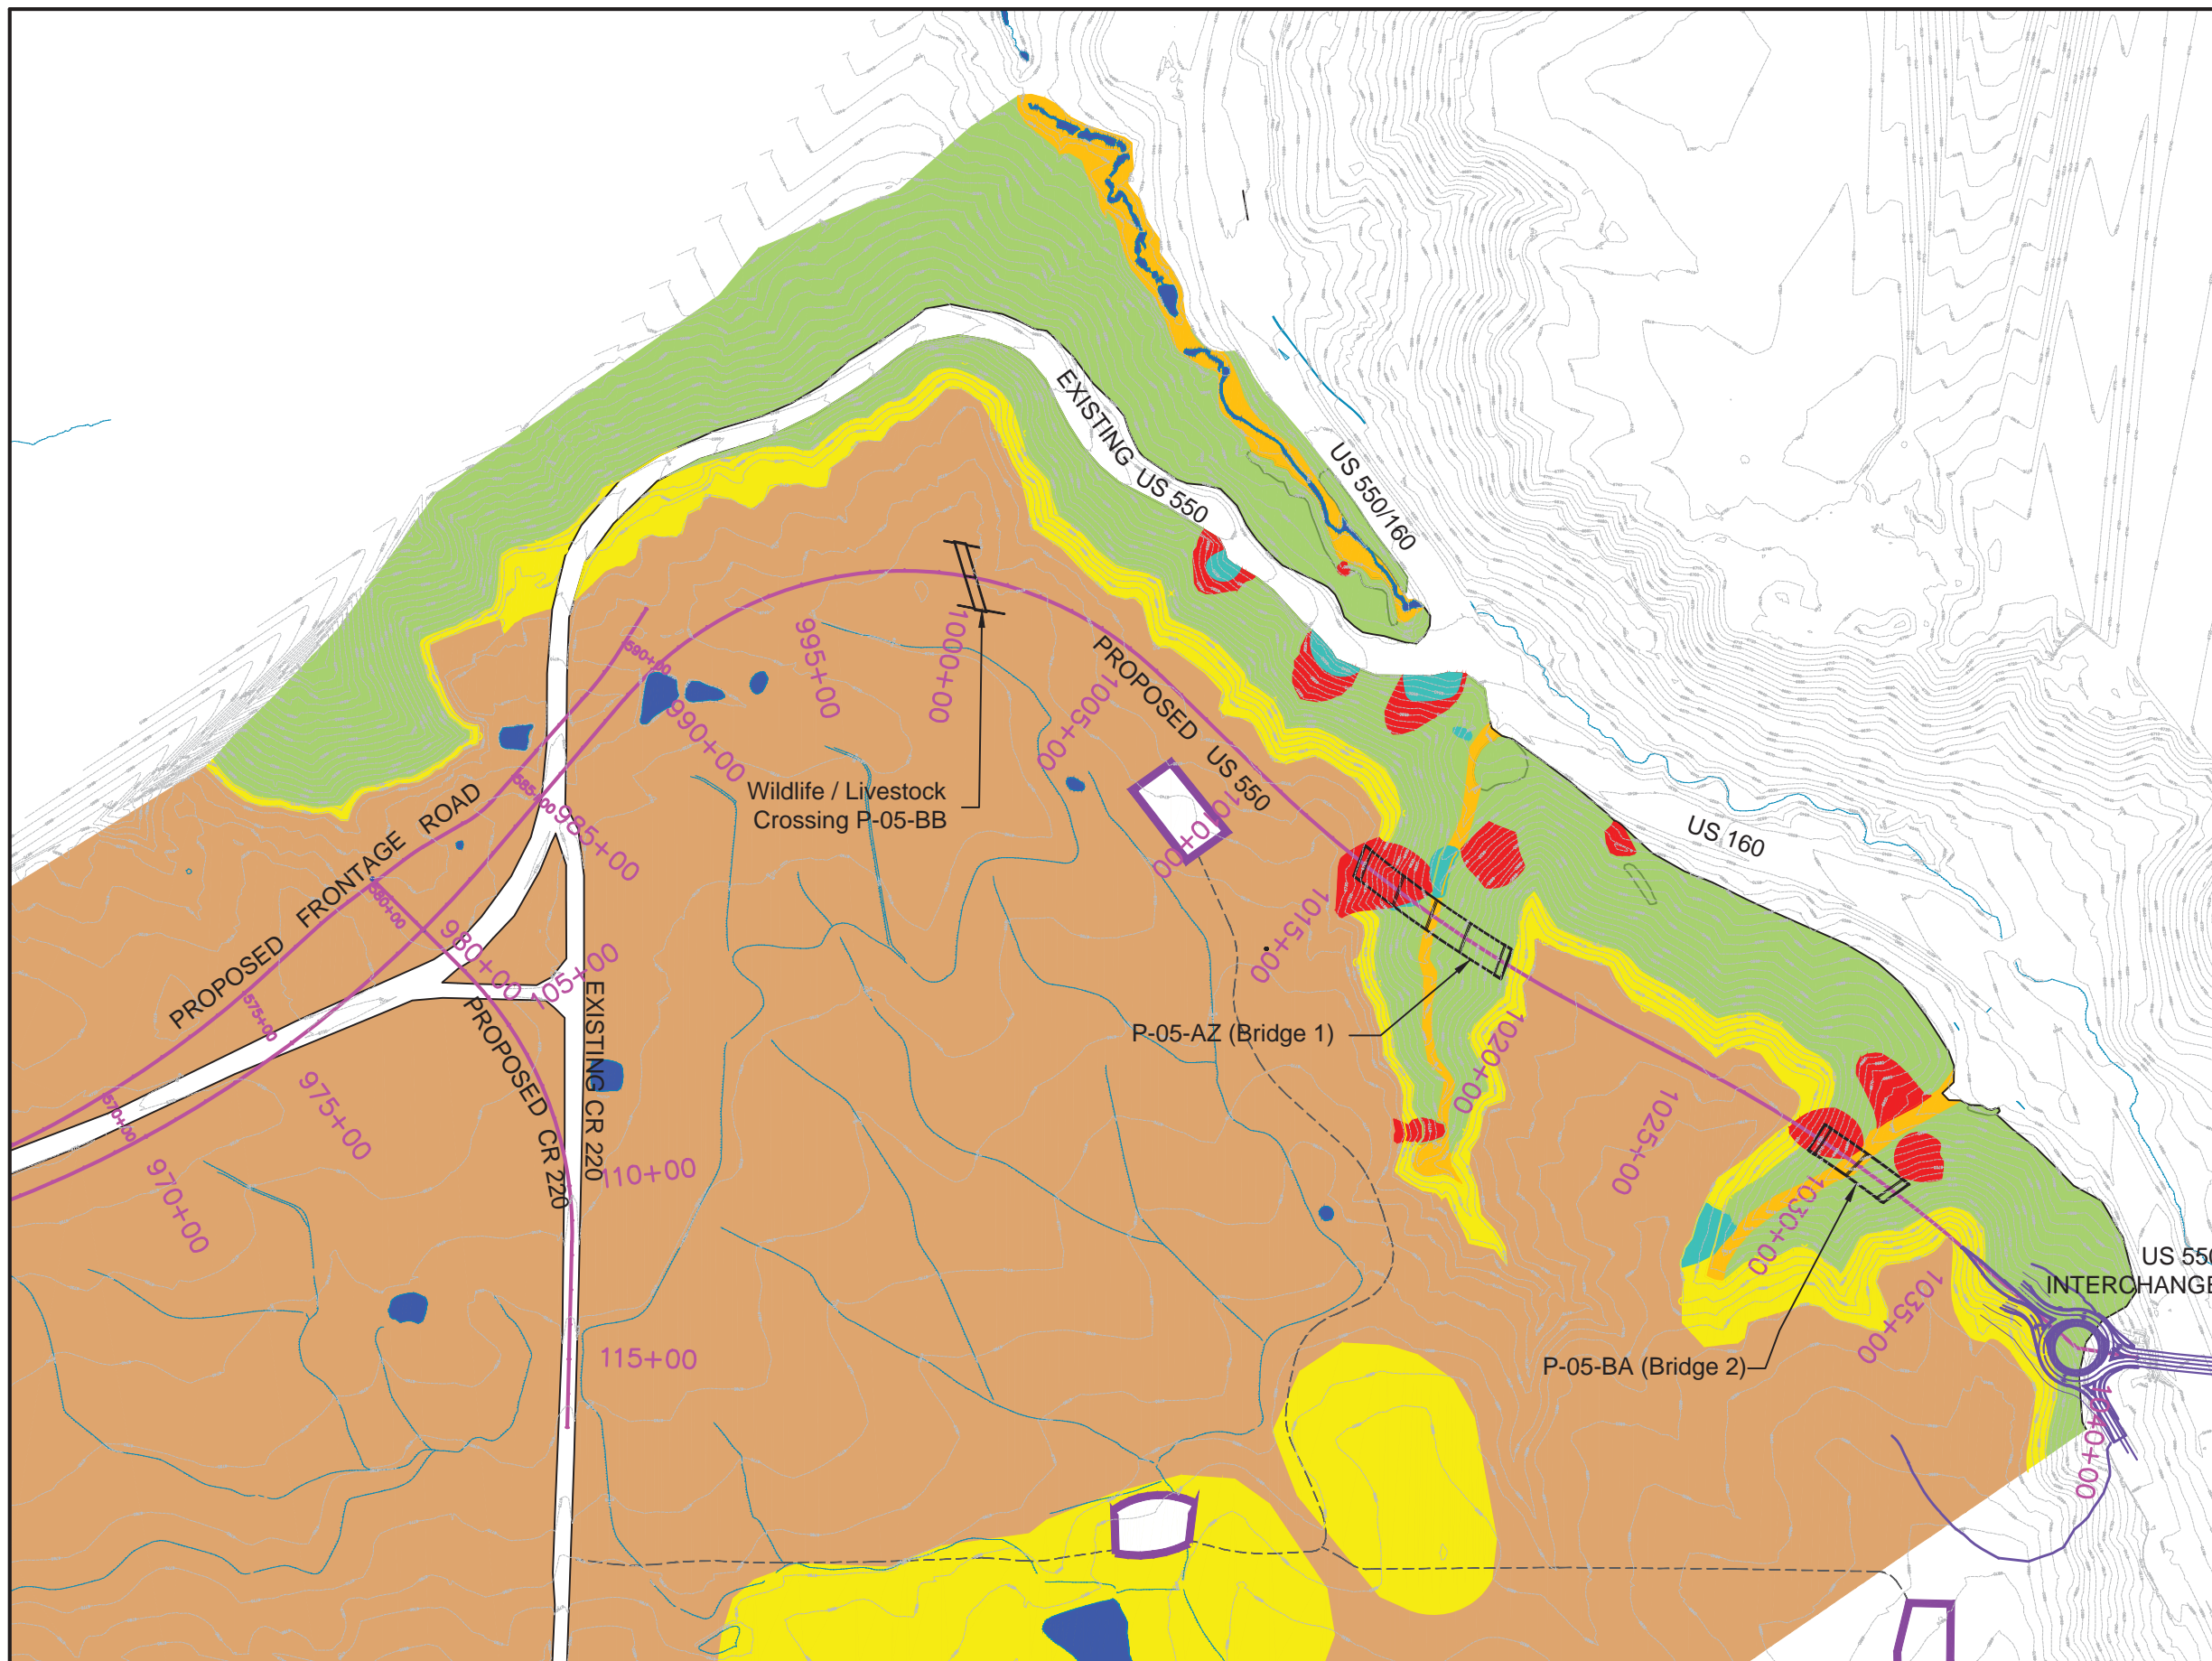 EXISTING US 550
US 550/160
PROPOSED US 550
US 160
Wildlife / Livestock
Crossing P-05-BB
PROPOSED FRONTAGE ROAD
PROPOSED CR 220
EXISTING CR 220
P-05-AZ (Bridge 1)
P-05-BA (Bridge 2)
US 550
INTERCHANGE
570+00
575+00
580+00
585+00
590+00
970+00
975+00
980+00
985+00
990+00
995+00
1000+00
1005+00
1010+00
1015+00
1020+00
1025+00
1030+00
1035+00
1040+00
105+00
110+00
115+00